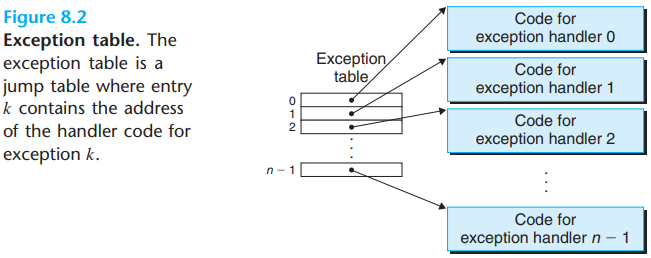 Figure 8.2
Exception table. The
exception table is a
jump table where entry
k contains the address
of the handler code for
exception k.
Exception
table
0
1
2
n – 1
Code for
exception handler 0
Code for
exception handler 1
Code for
exception handler 2
Code for
exception handler n – 1